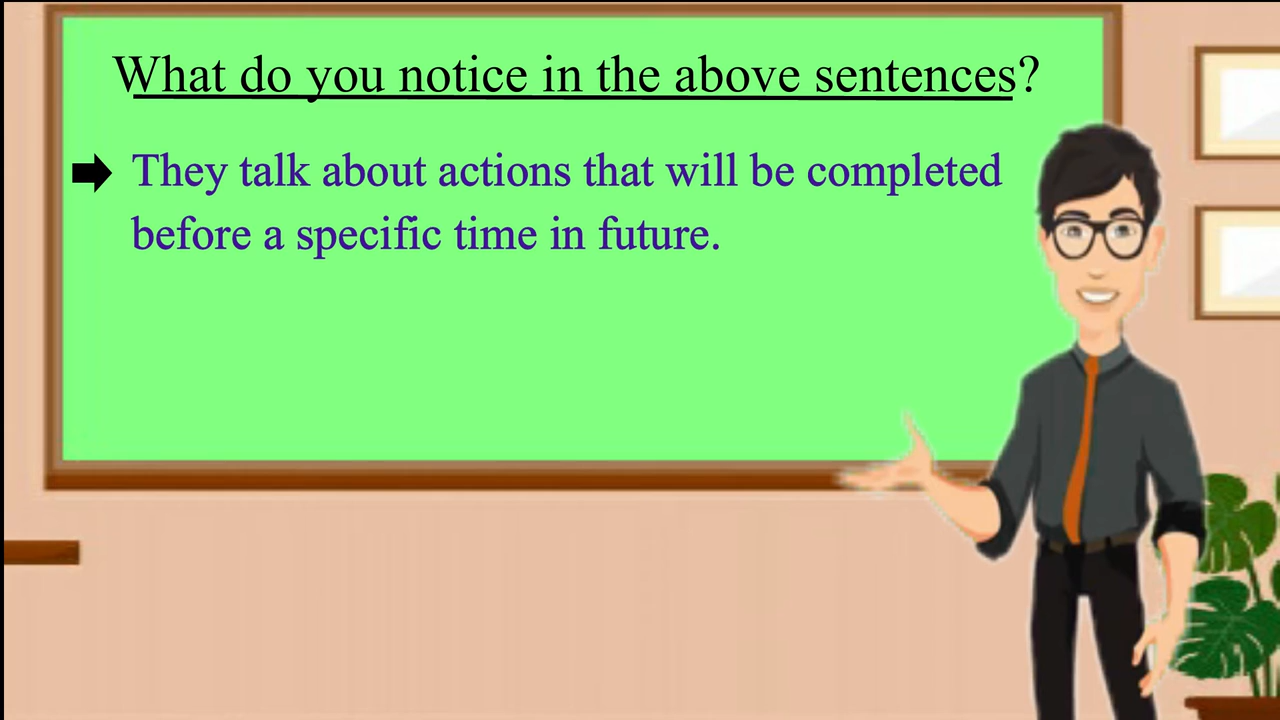 What do you notice in the above sentences?
They talk about actions that will be completed
before a specific time in future.